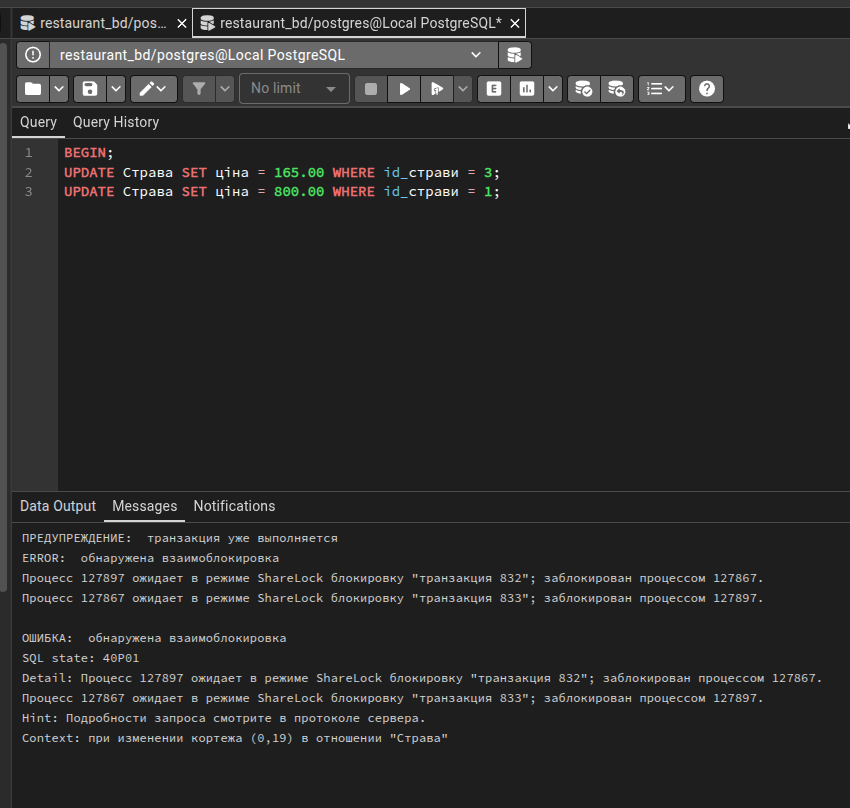 restaurant_bd/pos...
restaurant_bd/postgres@Local PostgreSQL*
restaurant_bd/postgres@Local PostgreSQL
No limit
E
Query Query History
1 BEGIN;
2 UPDATE Страва SET ціна = 165.00 WHERE id_страви = 3;
3 UPDATE Страва SET ціна = 800.00 WHERE id_страви = 1;
Data Output Messages Notifications
ПРЕДУПРЕЖДЕНИЕ:  транзакция уже выполняется
ERROR:  обнаружена взаимоблокировка
Процесс 127897 ожидает в режиме ShareLock блокировку "транзакция 832"; заблокирован процессом 127867.
Процесс 127867 ожидает в режиме ShareLock блокировку "транзакция 833"; заблокирован процессом 127897.
ОШИБКА:  обнаружена взаимоблокировка
SQL state: 40P01
Detail: Процесс 127897 ожидает в режиме ShareLock блокировку "транзакция 832"; заблокирован процессом 127867.
Процесс 127867 ожидает в режиме ShareLock блокировку "транзакция 833"; заблокирован процессом 127897.
Hint: Подробности запроса смотрите в протоколе сервера.
Context: при изменении кортежа (0,19) в отношении "Страва"